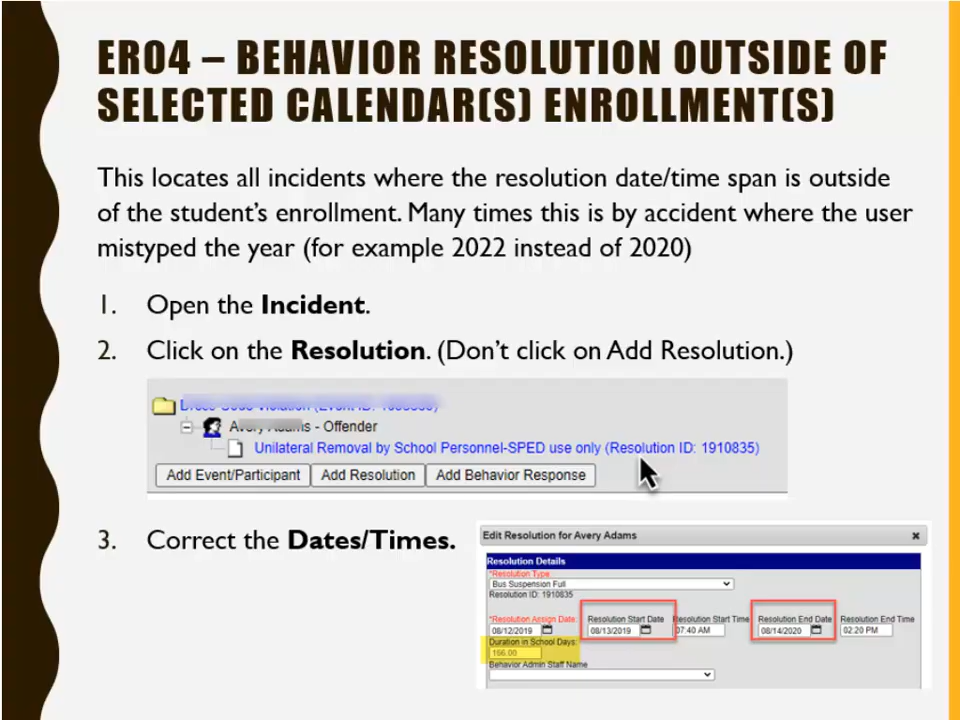 ER04 – BEHAVIOR RESOLUTION OUTSIDE OF
SELECTED CALENDAR(S) ENROLLMENT(S)
This locates all incidents where the resolution date/time span is outside
of the student's enrollment. Many times this is by accident where the user
mistyped the year (for example 2022 instead of 2020)
1. Open the Incident.
2. Click on the Resolution. (Don't click on Add Resolution.)
- Offender
Unilateral Removal by School Personnel-SPED use only (Resolution ID: 1910835)
Add Event/Participant Add Resolution Add Behavior Response
3. Correct the Dates/Times.
Edit Resolution for Avery Adams
Resolution Details
*Resolution Type
Bus Suspension Full
Resolution ID: 1910835
*Resolution Assign Date: Resolution Start Date Resolution Start Time Resolution End Date Resolution End Time
08/12/2019 08/13/2019 07:40 AM 08/14/2020 02:20 PM
Duration in School Days:
166.00
Behavior Admin Staff Name